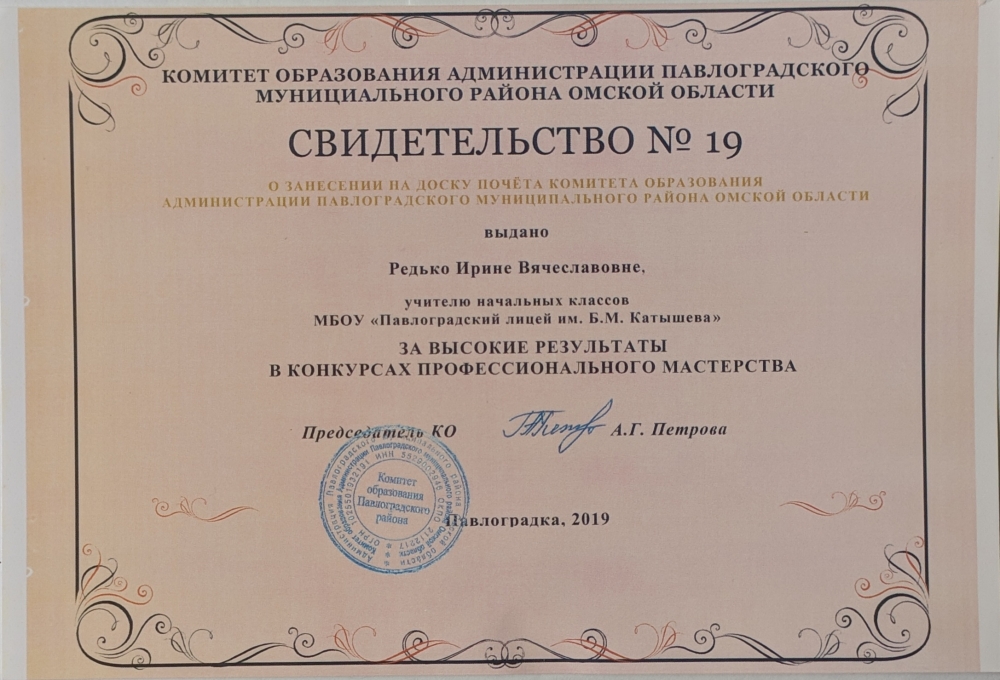 КОМИТЕТ ОБРАЗОВАНИЯ АДМИНИСТРАЦИИ ПАВЛОГРАДСКОГО
МУНИЦИАЛЬНОГО РАЙОНА ОМСКОЙ ОБЛАСТИ
СВИДЕТЕЛЬСТВО № 19
О ЗАНЕСЕНИИ НА ДОСКУ ПОЧЁТА КОМИТЕТА ОБРАЗОВАНИЯ
АДМИНИСТРАЦИИ ПАВЛОГРАДСКОГО МУНИЦИПАЛЬНОГО РАЙОНА ОМСКОЙ ОБЛАСТИ
выдано
Редько Ирине Вячеславовне,
учителю начальных классов
МБОУ «Павлоградский лицей им. Б.М. Катышева»
ЗА ВЫСОКИЕ РЕЗУЛЬТАТЫ
В КОНКУРСАХ ПРОФЕССИОНАЛЬНОГО МАСТЕРСТВА
Председатель КО А.Г. Петрова
Комитет
образования
Павлоградского
района
Павлоградка, 2019